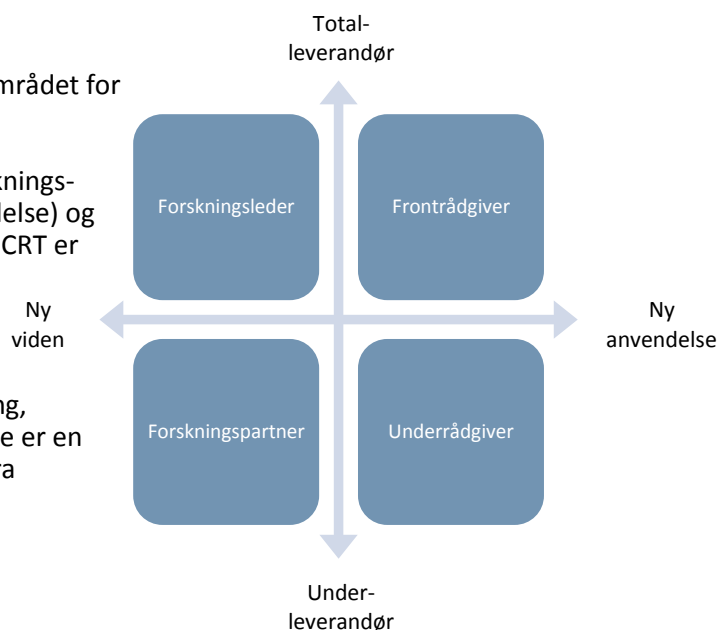 mrådet for
knings-
delse) og
CRT er
ng,
e er en
ra
Total-
leverandør
Forskningsleder
Frontrådgiver
Ny
viden
Ny
anvendelse
Forskningspartner
Underrådgiver
Under-
leverandør